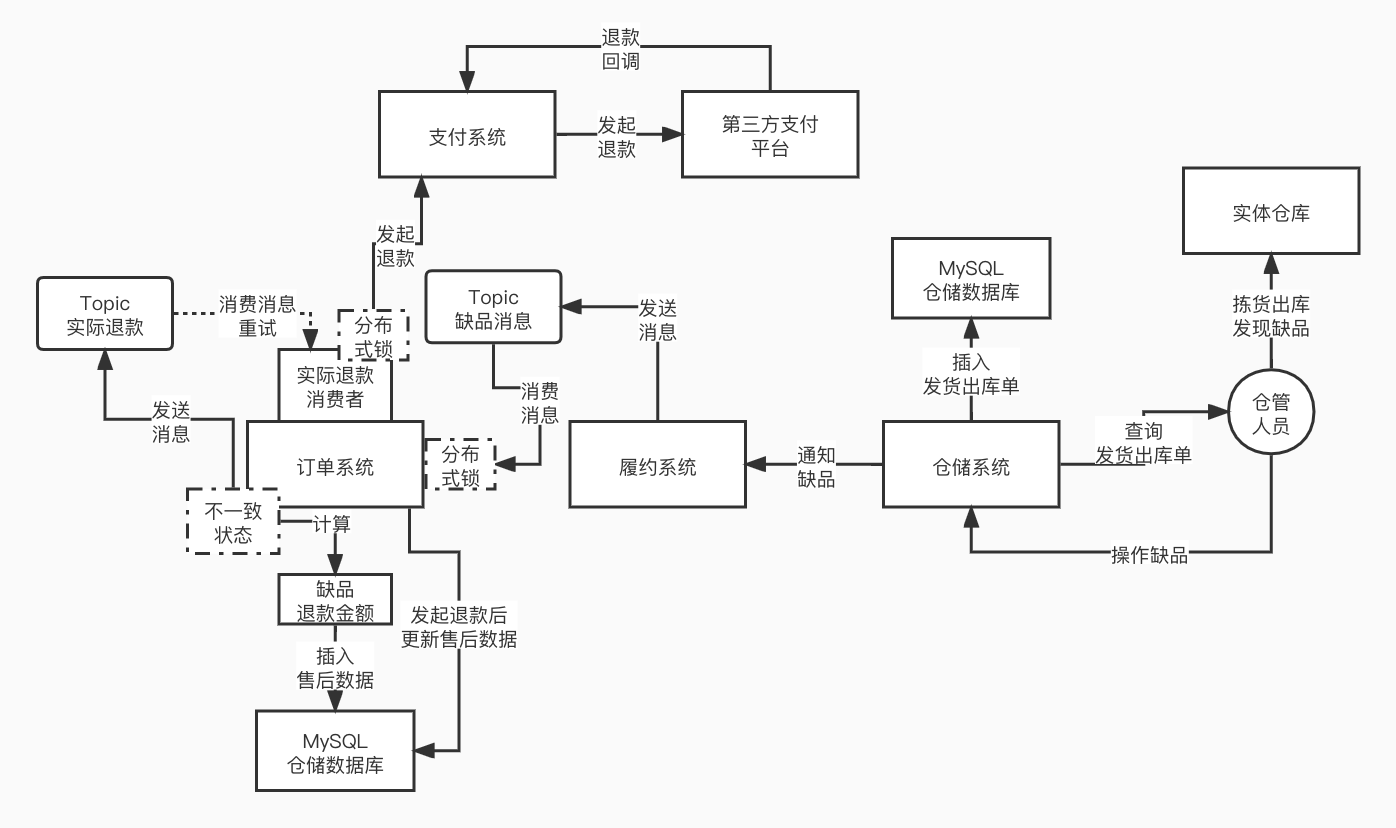 退款
回调
支付系统
发起
退款
第三方支付
平台
实体仓库
发起
退款
MySQL
仓储数据库
Topic
实际退款
消费消息
重试
分布
式锁
Topic
缺品消息
发送
消息
拣货出库
发现缺品
实际退款
消费者
插入
发货出库单
消费
消息
发送
消息
仓管
人员
查询
发货出库单
订单系统
分布
式锁
履约系统
通知
缺品
仓储系统
不一致
状态
计算
操作缺品
缺品
退款金额
发起退款后
更新售后数据
插入
售后数据
MySQL
仓储数据库